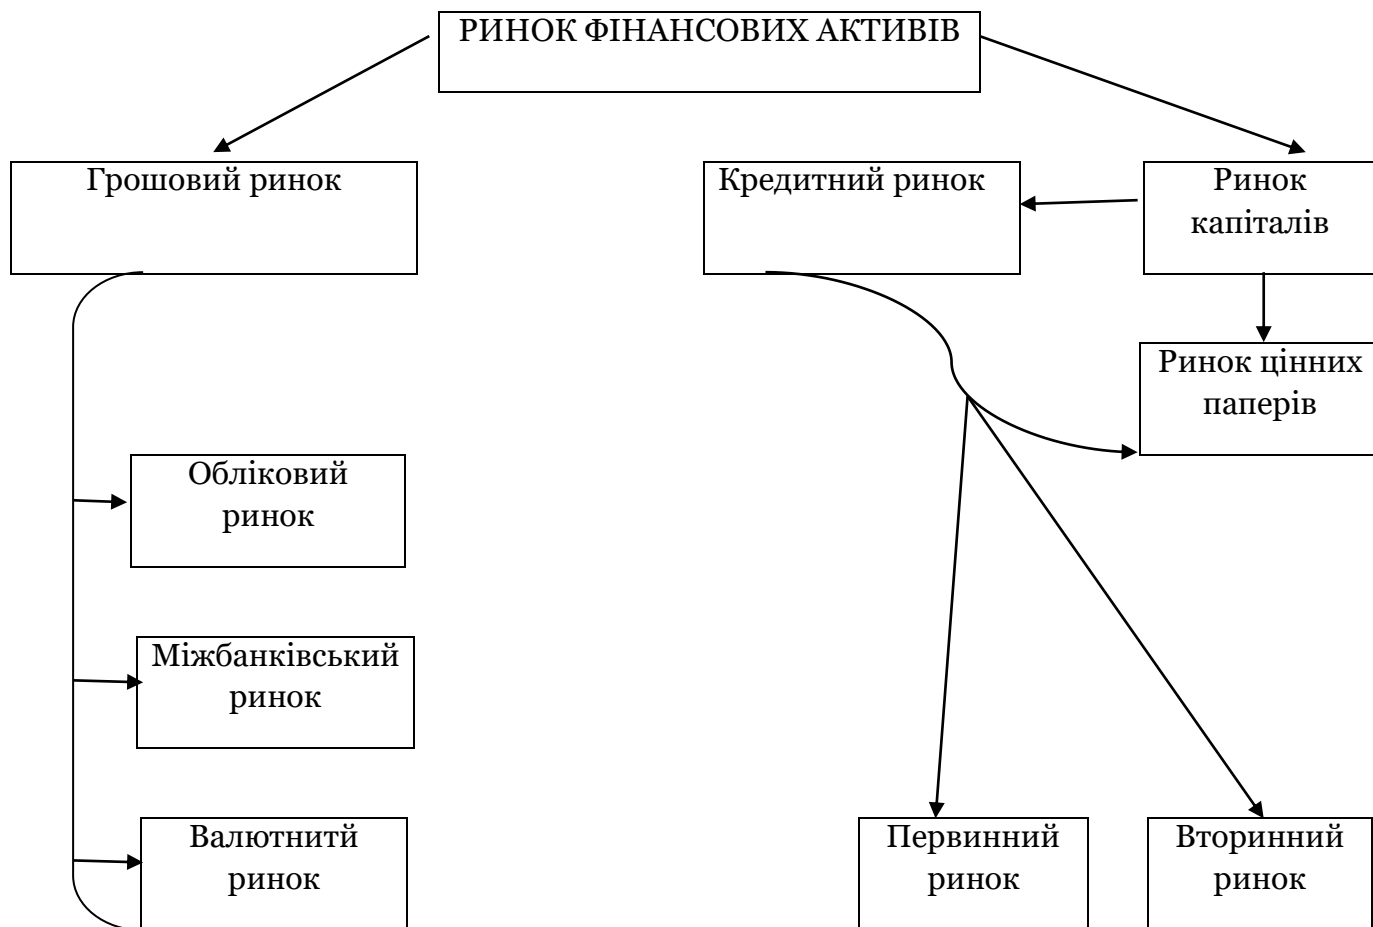 РИНОК ФІНАНСОВИХ АКТИВІВ
Грошовий ринок
Кредитний ринок
Ринок
капіталів
Ринок цінних
паперів
Обліковий
ринок
Міжбанківський
ринок
Валютнитй
ринок
Первинний
ринок
Вторинний
ринок